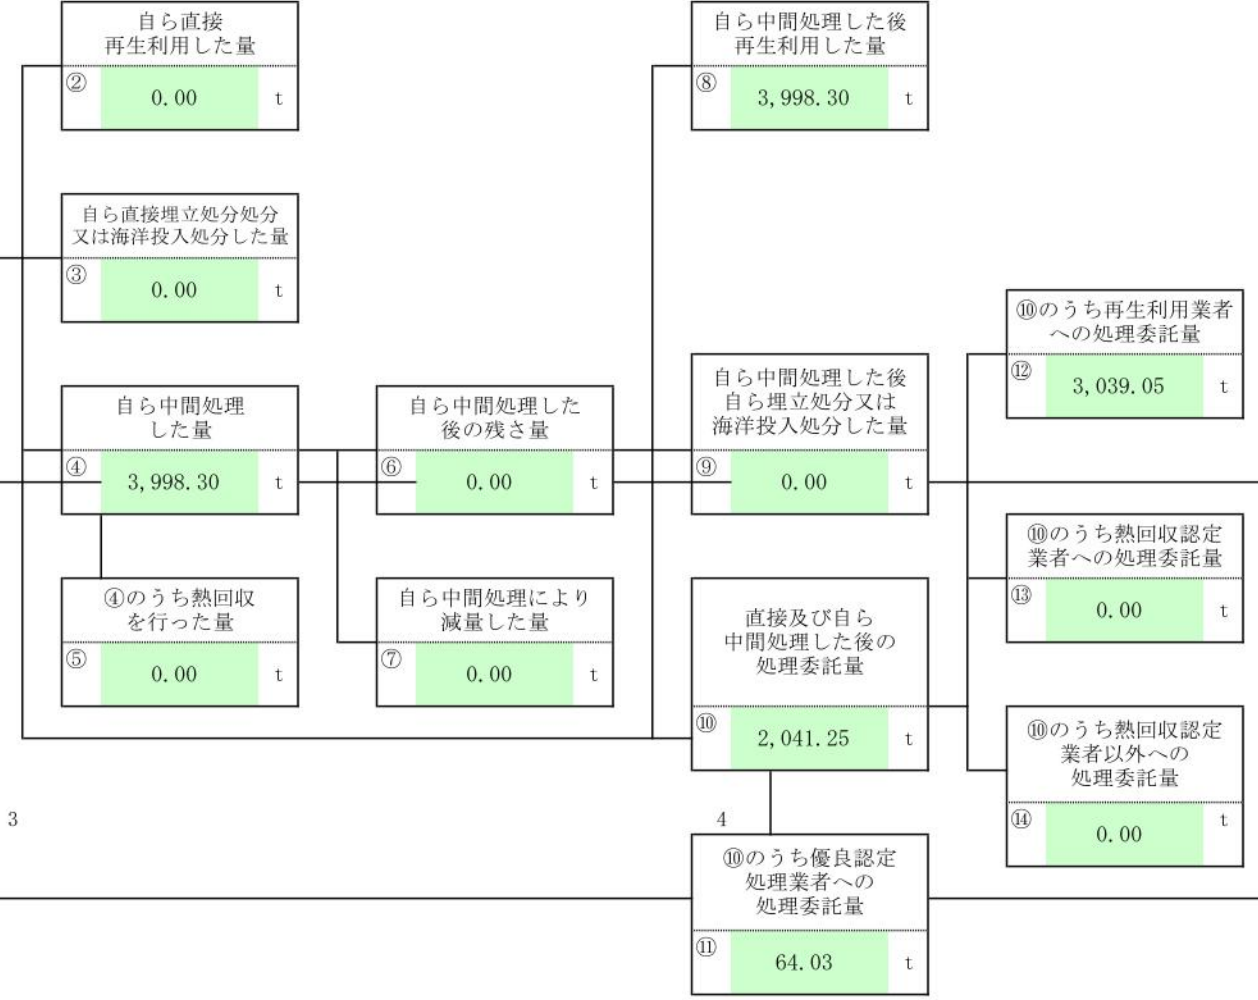 自ら直接
再生利用した量
②
0.00 t
自ら中間処理した後
再生利用した量
⑧
3,998.30 t
自ら直接埋立処分処分
又は海洋投入処分した量
③
0.00 t
⑩のうち再生利用業者
への処理委託量
⑫
3,039.05 t
自ら中間処理
した量
④
3,998.30 t
自ら中間処理した
後の残さ量
⑥
0.00 t
自ら中間処理した後
自ら埋立処分又は
海洋投入処分した量
⑨
0.00 t
⑩のうち熱回収認定
業者への処理委託量
⑬
0.00 t
④のうち熱回収
を行った量
⑤
0.00 t
自ら中間処理により
減量した量
⑦
0.00 t
直接及び自ら
中間処理した後の
処理委託量
⑩
2,041.25 t
⑩のうち熱回収認定
業者以外への
処理委託量
⑭
0.00 t
3
4
⑩のうち優良認定
処理業者への
処理委託量
⑪
64.03 t